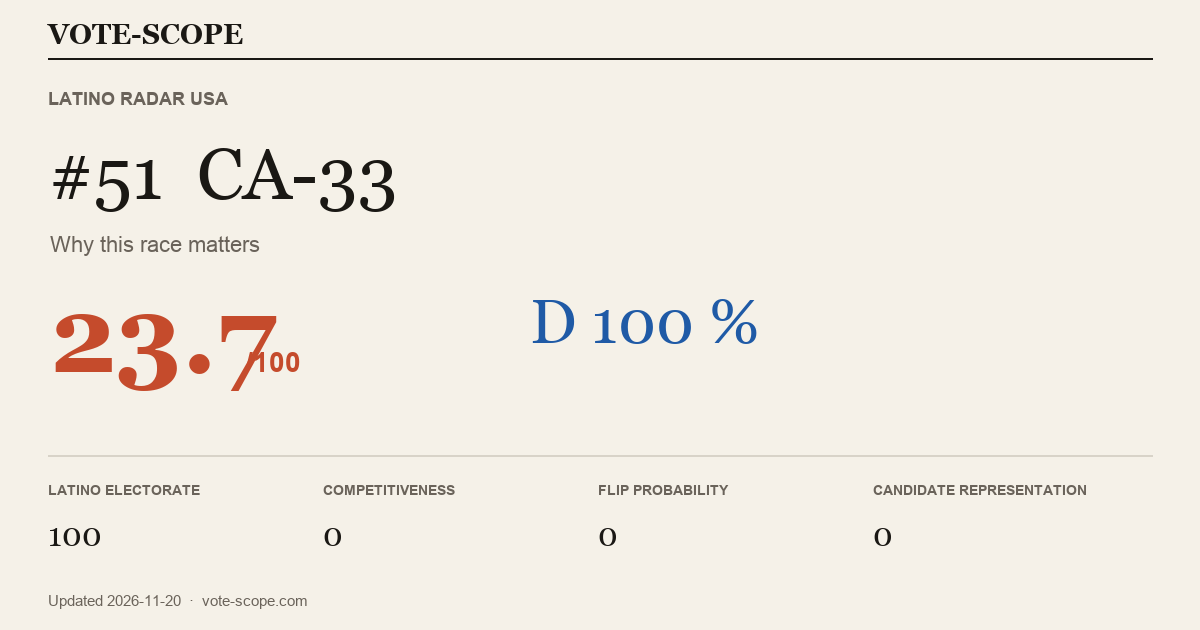 VOTE-SCOPE
LATINO RADAR USA
#51 CA-33
Why this race matters
23.7/100
D 100 %
LATINO ELECTORATE
COMPETITIVENESS
FLIP PROBABILITY
CANDIDATE REPRESENTATION
100
0
0
0
Updated 2026-11-20 · vote-scope.com